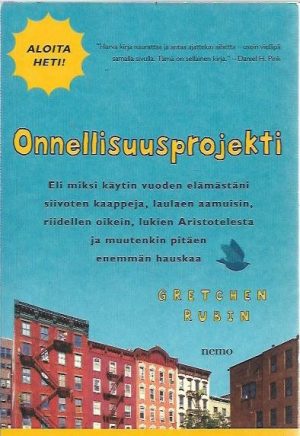 ALOITA
HETI!
"Harva kirja naurattaa ja antaa ajattelun aihetta – usein vieläpä
samalla sivulla. Tämä on sellainen kirja." – Daniel H. Pink
Onnellisuusprojekti
Eli miksi käytin vuoden elämästäni
siivoten kaappeja, laulaen aamuisin,
riidellen oikein, lukien Aristotelesta
ja muutenkin pitäen
enemmän hauskaa
GRETCHEN
RUBIN
nemo